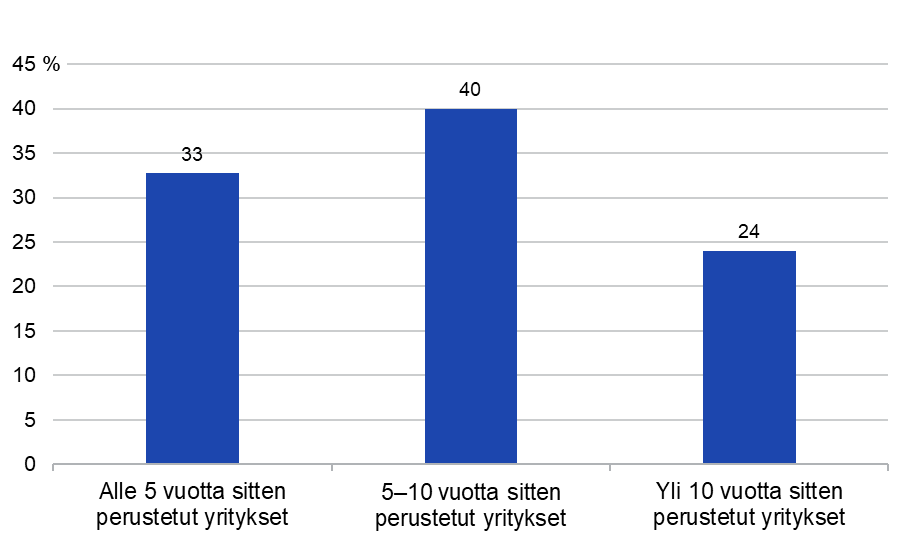 45 %
40
35
30
25
20
15
10
5
0
33
40
24
Alle 5 vuotta sitten
perustetut yritykset
5–10 vuotta sitten
perustetut yritykset
Yli 10 vuotta sitten
perustetut yritykset